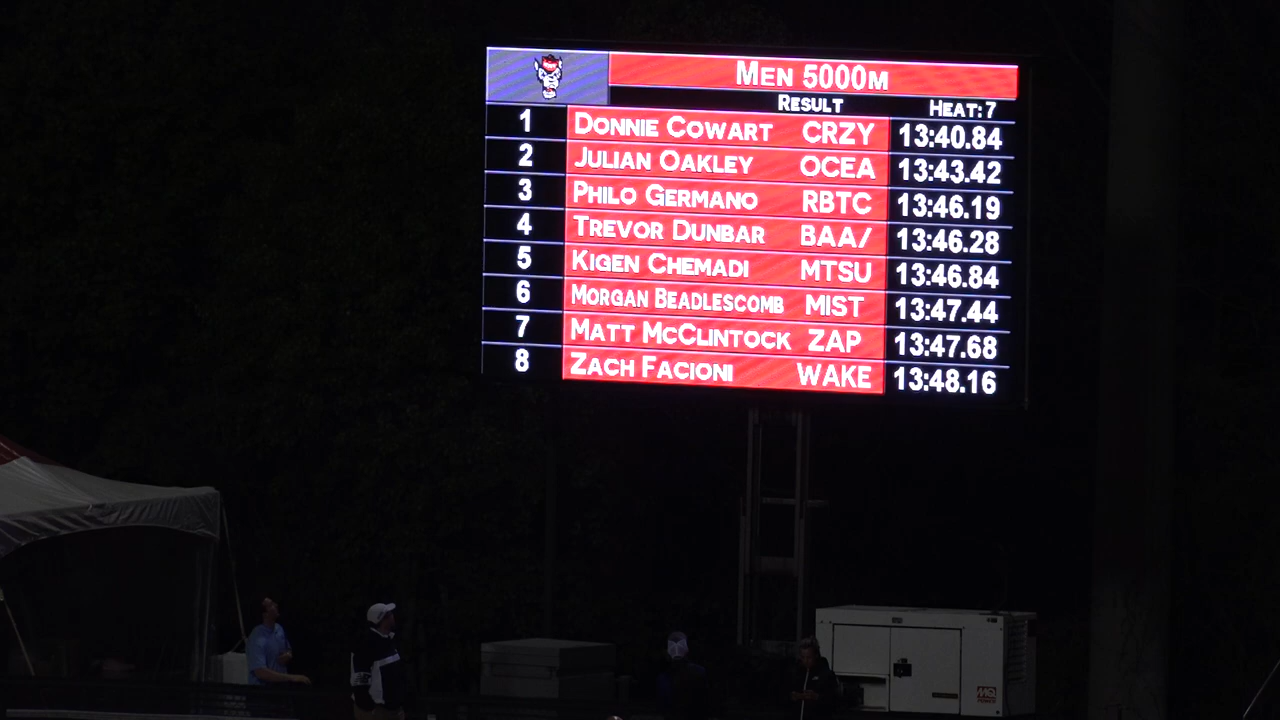 MEN 5000M
RESULT HEAT: 7
1 DONNIE COWART CRZY 13:40.84
2 JULIAN OAKLEY OCEA 13:43.42
3 PHILO GERMANO RBTC 13:46.19
4 TREVOR DUNBAR BAA/ 13:46.28
5 KIGEN CHEMADI MTSU 13:46.84
6 MORGAN BEADLESCOMB MIST 13:47.44
7 MATT MCCLINTOCK ZAP 13:47.68
8 ZACH FACIONI WAKE 13:48.16
MQ